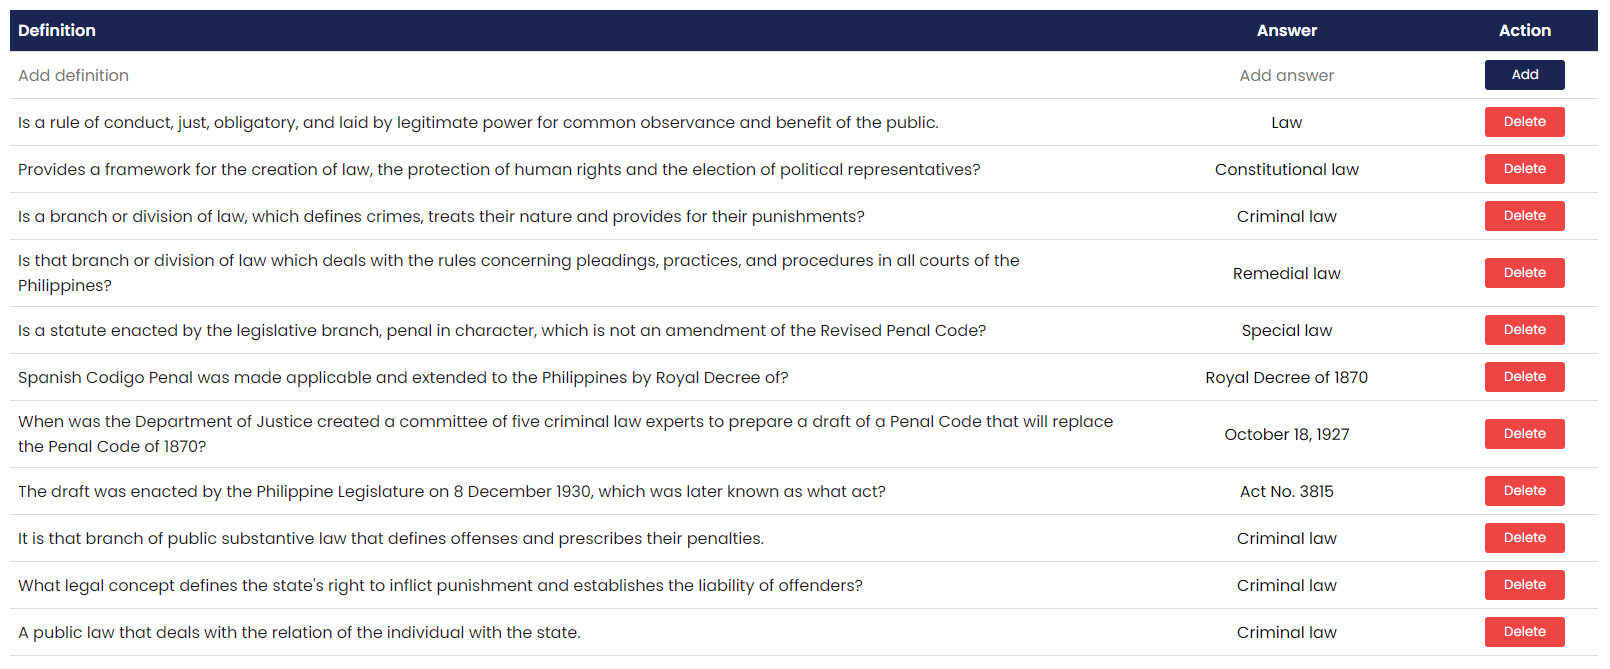 Definition Answer Action
Add definition Add answer Add
Is a rule of conduct, just, obligatory, and laid by legitimate power for common observance and benefit of the public. Law Delete
Provides a framework for the creation of law, the protection of human rights and the election of political representatives? Constitutional law Delete
Is a branch or division of law, which defines crimes, treats their nature and provides for their punishments? Criminal law Delete
Is that branch or division of law which deals with the rules concerning pleadings, practices, and procedures in all courts of the
Philippines? Remedial law Delete
Is a statute enacted by the legislative branch, penal in character, which is not an amendment of the Revised Penal Code? Special law Delete
Spanish Codigo Penal was made applicable and extended to the Philippines by Royal Decree of? Royal Decree of 1870 Delete
When was the Department of Justice created a committee of five criminal law experts to prepare a draft of a Penal Code that will replace
the Penal Code of 1870? October 18, 1927 Delete
The draft was enacted by the Philippine Legislature on 8 December 1930, which was later known as what act? Act No. 3815 Delete
It is that branch of public substantive law that defines offenses and prescribes their penalties. Criminal law Delete
What legal concept defines the state's right to inflict punishment and establishes the liability of offenders? Criminal law Delete
A public law that deals with the relation of the individual with the state. Criminal law Delete